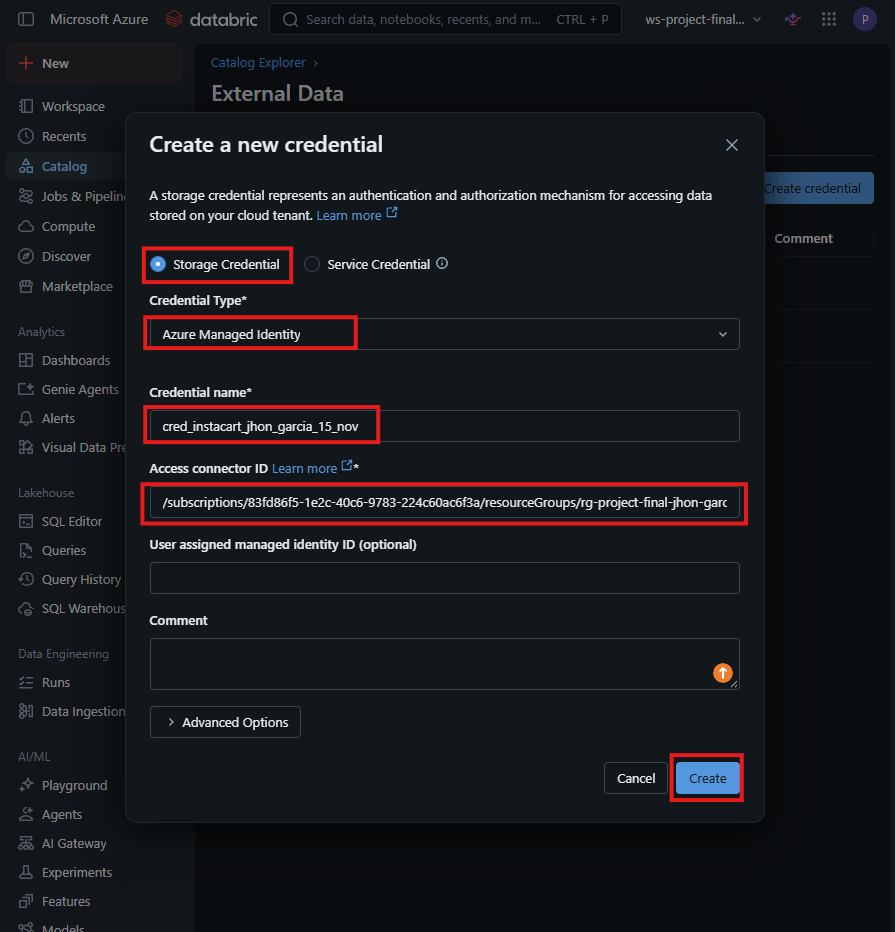 Microsoft Azure databric Search data, notebooks, recents, and m... CTRL + P ws-project-final... P
New
Workspace
Recents
Catalog
Jobs & Pipelin
Compute
Discover
Marketplace
Analytics
Dashboards
Genie Agents
Alerts
Visual Data Pre
Lakehouse
SQL Editor
Queries
Query History
SQL Warehous
Data Engineering
Runs
Data Ingestion
AI/ML
Playground
Agents
AI Gateway
Experiments
Features
Models
Catalog Explorer ›
External Data
Create credential
Comment
Create a new credential
A storage credential represents an authentication and authorization mechanism for accessing data
stored on your cloud tenant. Learn more
Storage Credential Service Credential
Credential Type*
Azure Managed Identity
Credential name*
cred_instacart_jhon_garcia_15_nov
Access connector ID Learn more *
/subscriptions/83fd86f5-1e2c-40c6-9783-224c60ac6f3a/resourceGroups/rg-project-final-jhon-garc
User assigned managed identity ID (optional)
Comment
Advanced Options
Cancel Create